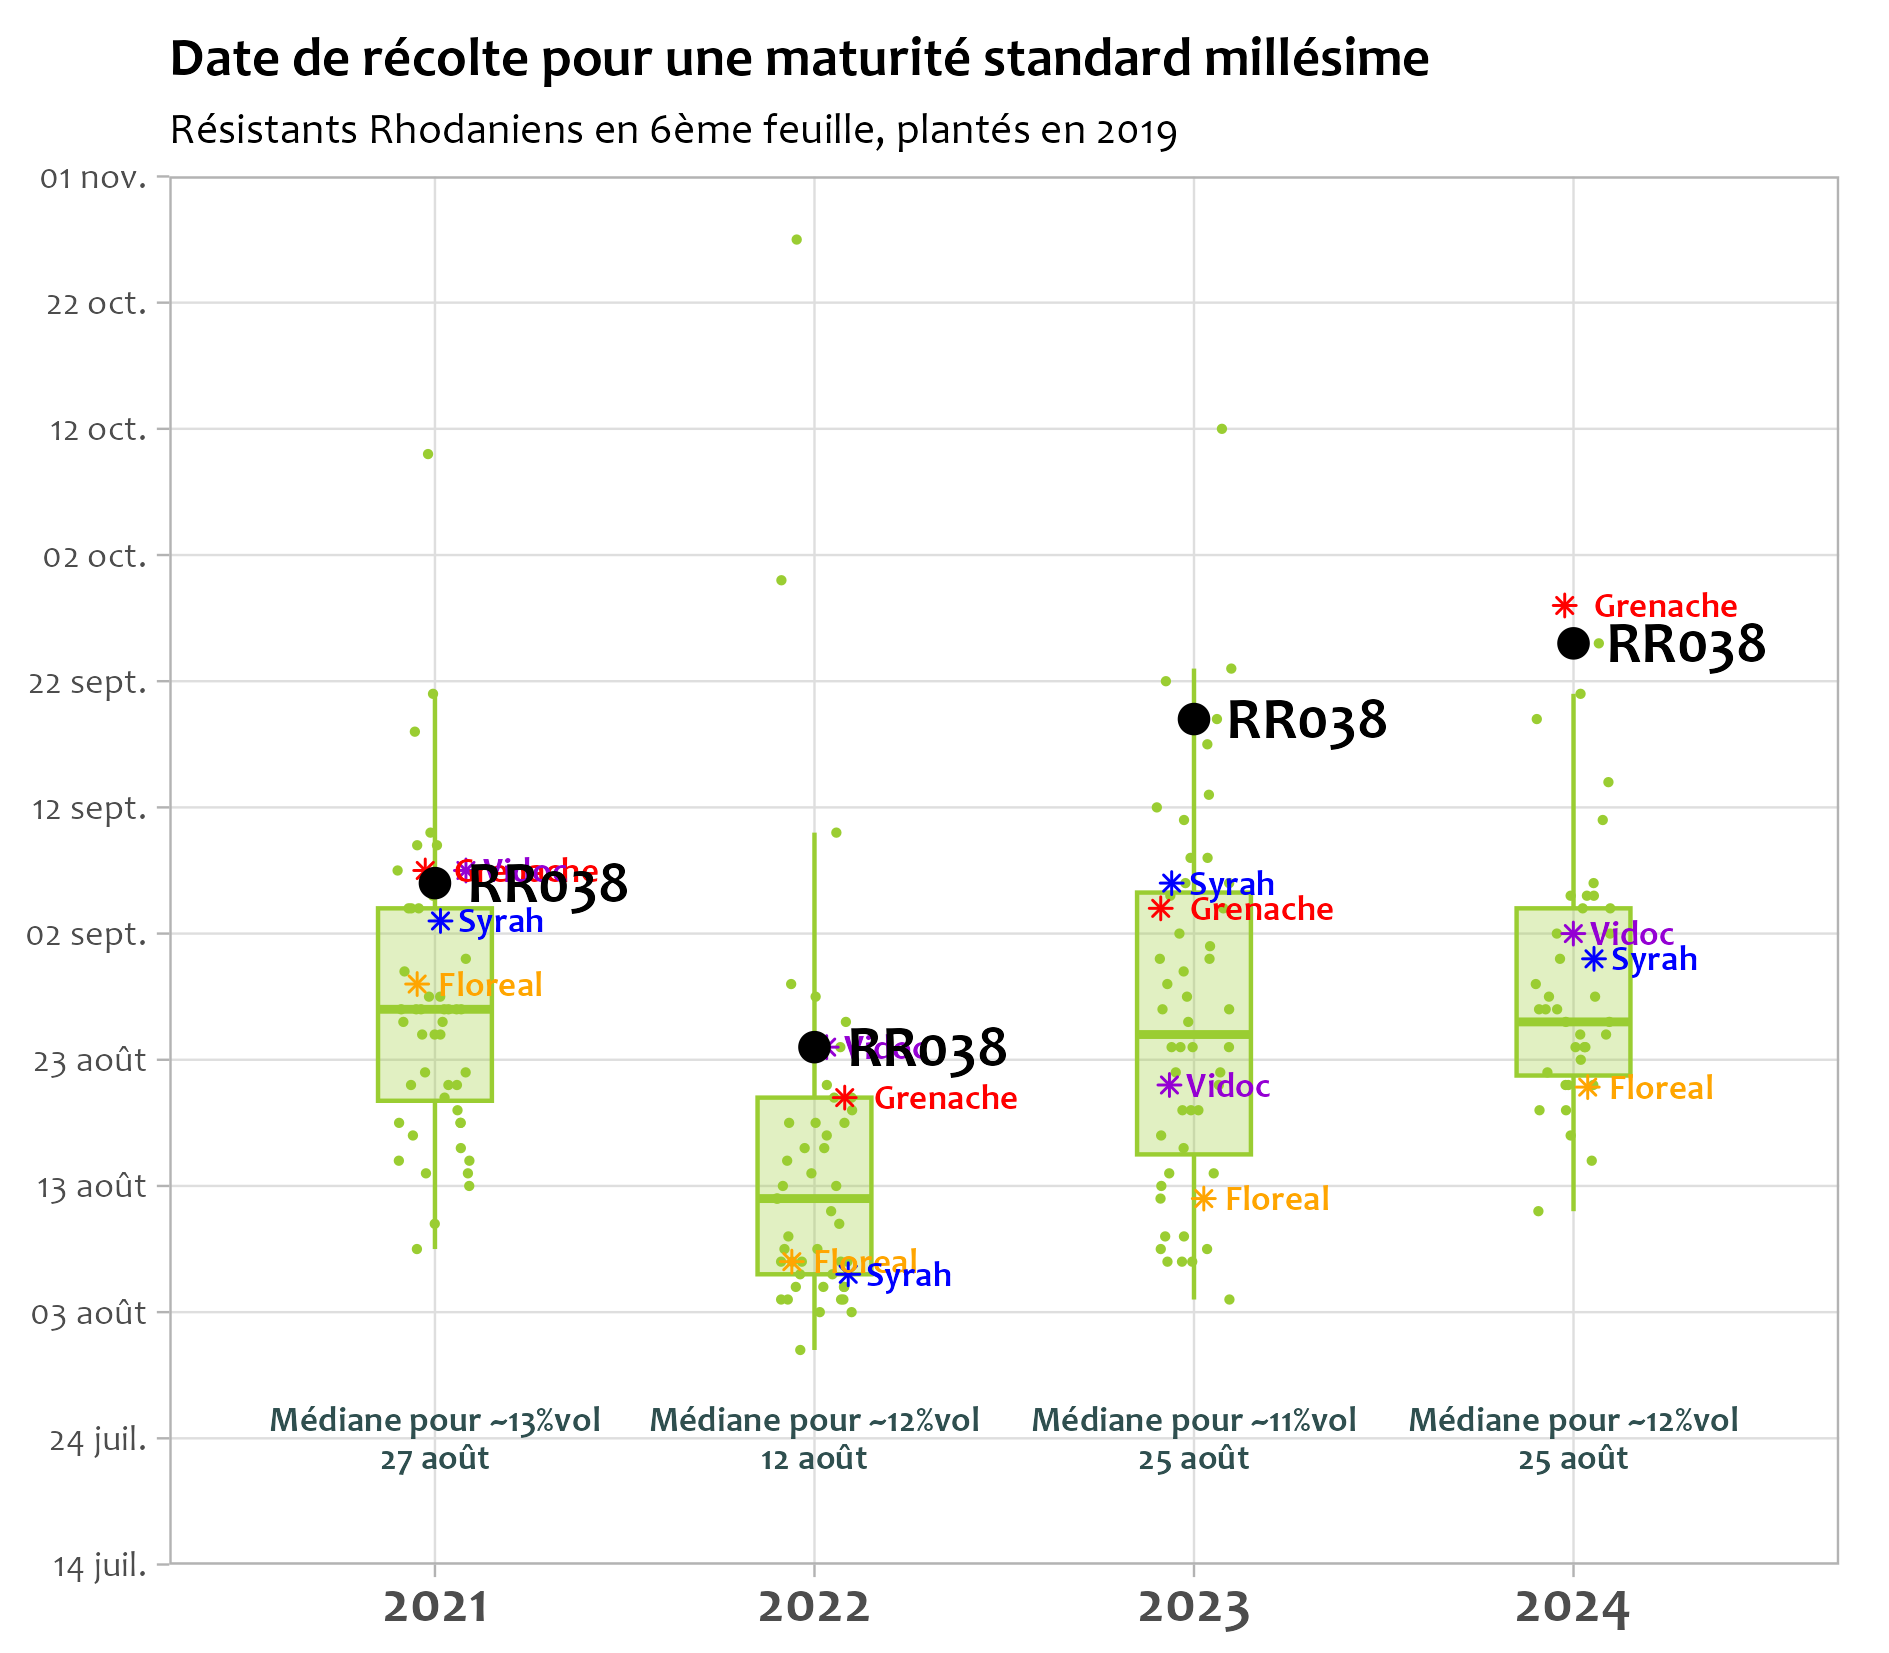 Date de récolte pour une maturité standard millésime
Résistants Rhodaniens en 6ème feuille, plantés en 2019
01 nov.
22 oct.
12 oct.
02 oct.
22 sept.
12 sept.
02 sept.
23 août
13 août
03 août
24 juil.
14 juil.
Grenache
Vidoc
RR038
Syrah
Floreal
Médiane pour ~13%vol
27 août
RR038
Vidoc
Grenache
Floreal
Syrah
Médiane pour ~12%vol
12 août
RR038
Syrah
Grenache
Vidoc
Floreal
Médiane pour ~11%vol
25 août
Grenache
RR038
Vidoc
Syrah
Floreal
Médiane pour ~12%vol
25 août
2021
2022
2023
2024